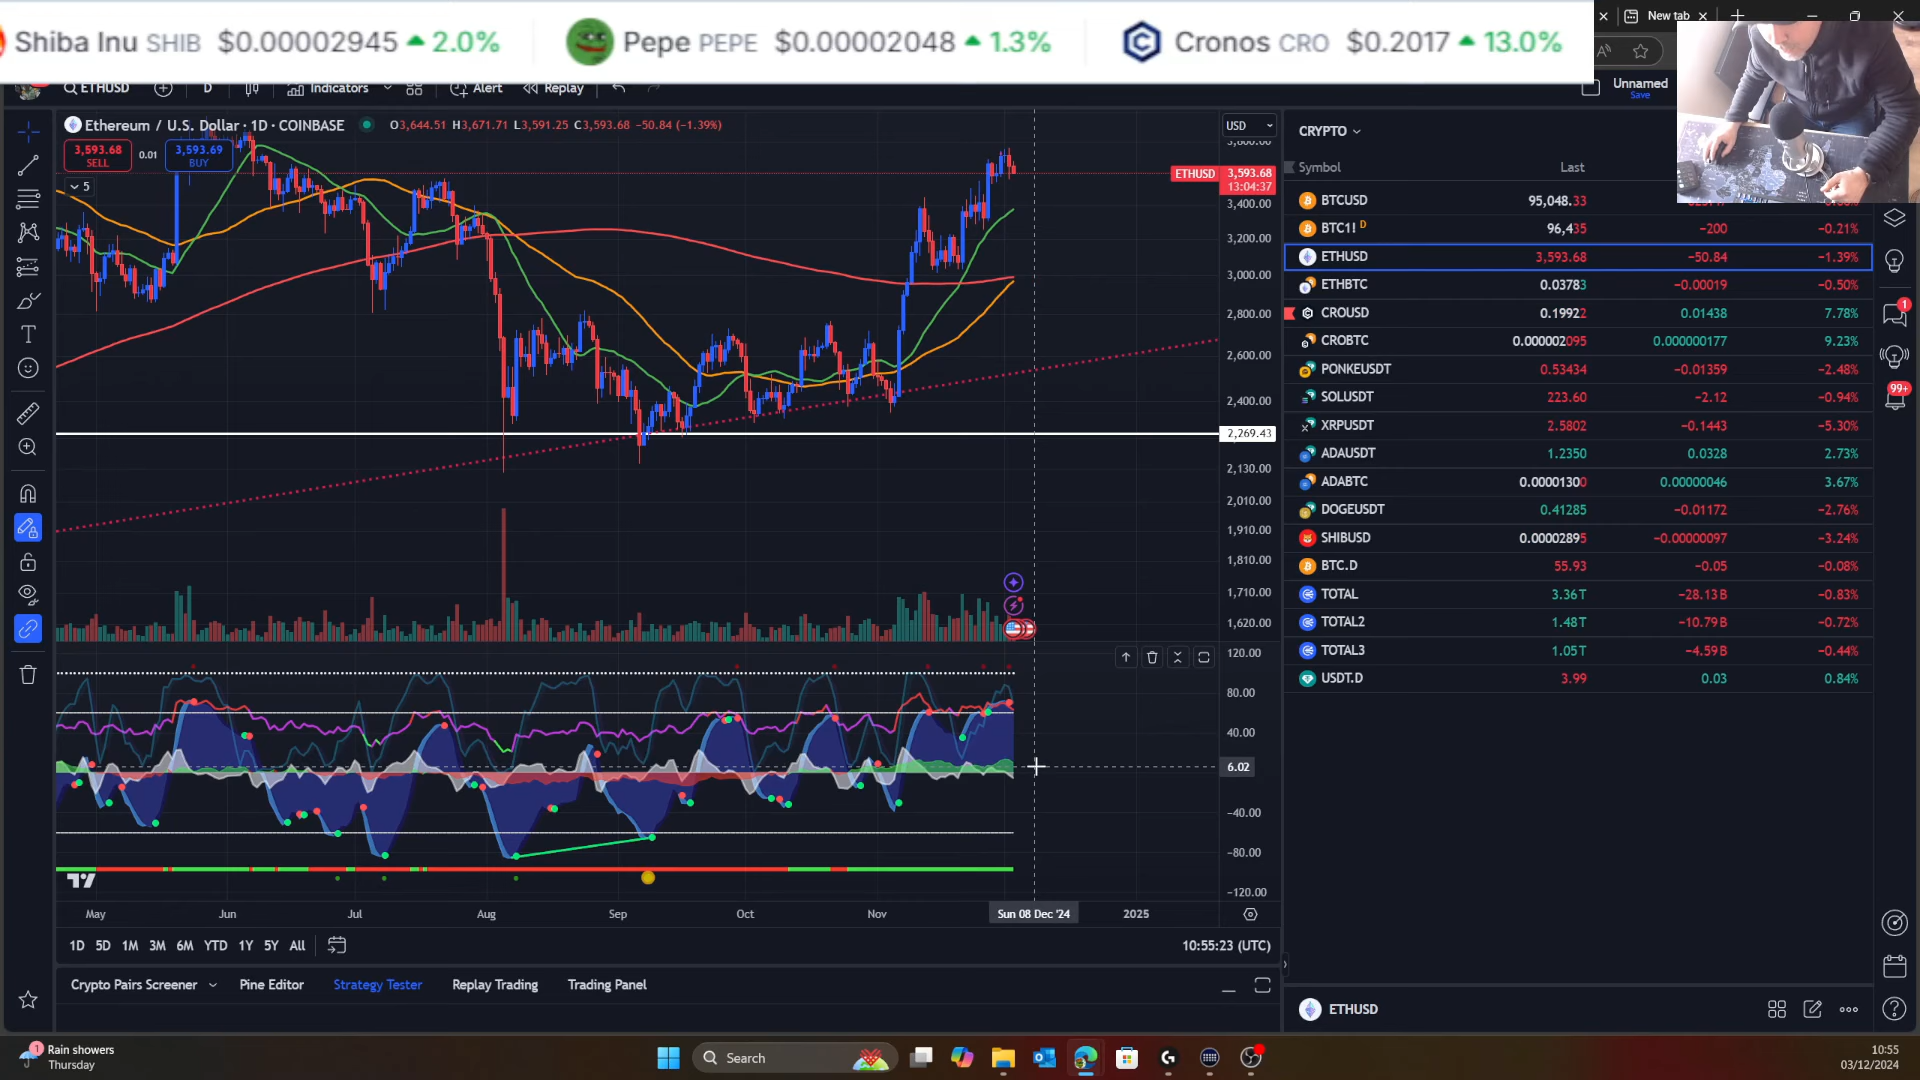 Shiba Inu SHIB $0.00002945 ▲ 2.0% Pepe PEPE $0.00002048 ▲ 1.3% Cronos CRO $0.2017 ▲ 13.0%
New tab
ETHUSD D Indicators Alert Replay
Unnamed
Save
Ethereum / U.S. Dollar · 1D · COINBASE O3,644.51 H3,671.71 L3,591.25 C3,593.68 −50.84 (−1.39%)
3,593.68
SELL
0.01
3,593.69
BUY
5
USD
3,800.00
ETHUSD 3,593.68
13:04:37
3,400.00
3,200.00
3,000.00
2,800.00
2,600.00
2,400.00
2,269.43
2,130.00
2,010.00
1,910.00
1,810.00
1,710.00
1,620.00
120.00
80.00
40.00
6.02
−40.00
−80.00
−120.00
May Jun Jul Aug Sep Oct Nov Sun 08 Dec '24 2025
1D 5D 1M 3M 6M YTD 1Y 5Y All 10:55:23 (UTC)
Crypto Pairs Screener Pine Editor Strategy Tester Replay Trading Trading Panel
CRYPTO
Symbol Last
BTCUSD 95,048.33
BTC1! D 96,435 −200 −0.21%
ETHUSD 3,593.68 −50.84 −1.39%
ETHBTC 0.03783 −0.00019 −0.50%
CROUSD 0.19922 0.01438 7.78%
CROBTC 0.000002095 0.000000177 9.23%
PONKEUSDT 0.53434 −0.01359 −2.48%
SOLUSDT 223.60 −2.12 −0.94%
XRPUSDT 2.5802 −0.1443 −5.30%
ADAUSDT 1.2350 0.0328 2.73%
ADABTC 0.00001300 0.00000046 3.67%
DOGEUSDT 0.41285 −0.01172 −2.76%
SHIBUSD 0.00002895 −0.00000097 −3.24%
BTC.D 55.93 −0.05 −0.08%
TOTAL 3.36T −28.13B −0.83%
TOTAL2 1.48T −10.79B −0.72%
TOTAL3 1.05T −4.59B −0.44%
USDT.D 3.99 0.03 0.84%
1
99+
ETHUSD
1
Rain showers
Thursday
Search
10:55
03/12/2024